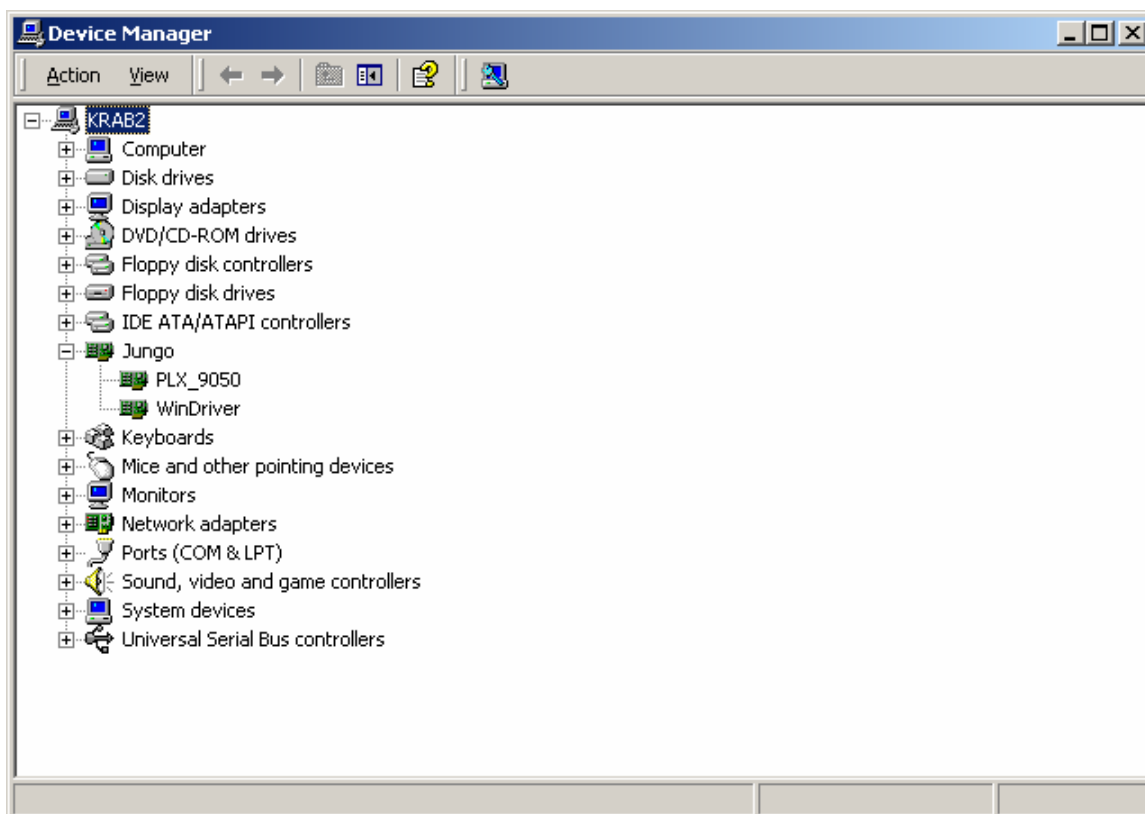 Device Manager
Action View
KRAB2
Computer
Disk drives
Display adapters
DVD/CD-ROM drives
Floppy disk controllers
Floppy disk drives
IDE ATA/ATAPI controllers
Jungo
PLX_9050
WinDriver
Keyboards
Mice and other pointing devices
Monitors
Network adapters
Ports (COM & LPT)
Sound, video and game controllers
System devices
Universal Serial Bus controllers